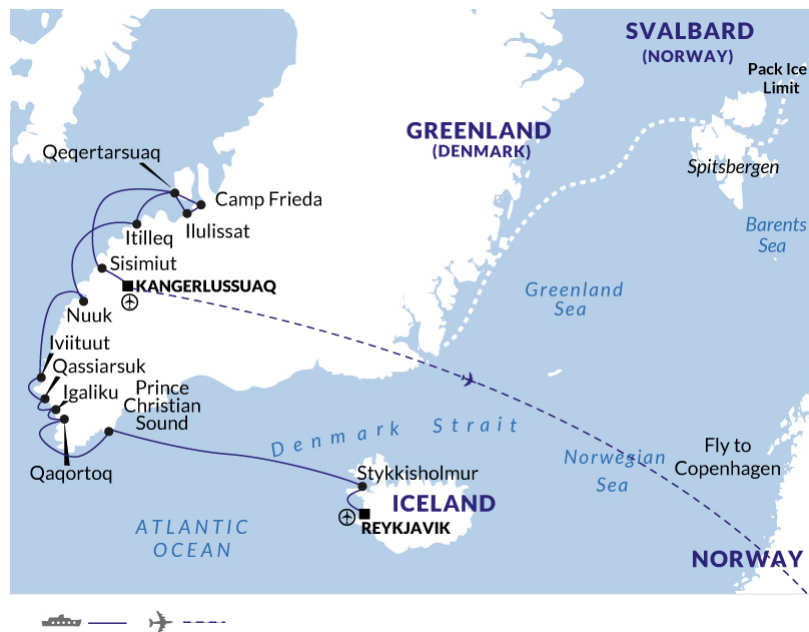 SVALBARD
(NORWAY)
Pack Ice
Limit
GREENLAND
(DENMARK)
Qeqertarsuaq
Spitsbergen
Camp Frieda
Ilulissat
Itilleq
Barents
Sea
Sisimiut
KANGERLUSSUAQ
Greenland
Sea
Nuuk
Iviituut
Qassiarsuk
Igaliku
Prince
Christian
Sound
Denmark Strait
Qaqortoq
Norwegian
Sea
Fly to
Copenhagen
Stykkisholmur
ICELAND
REYKJAVIK
ATLANTIC
OCEAN
NORWAY